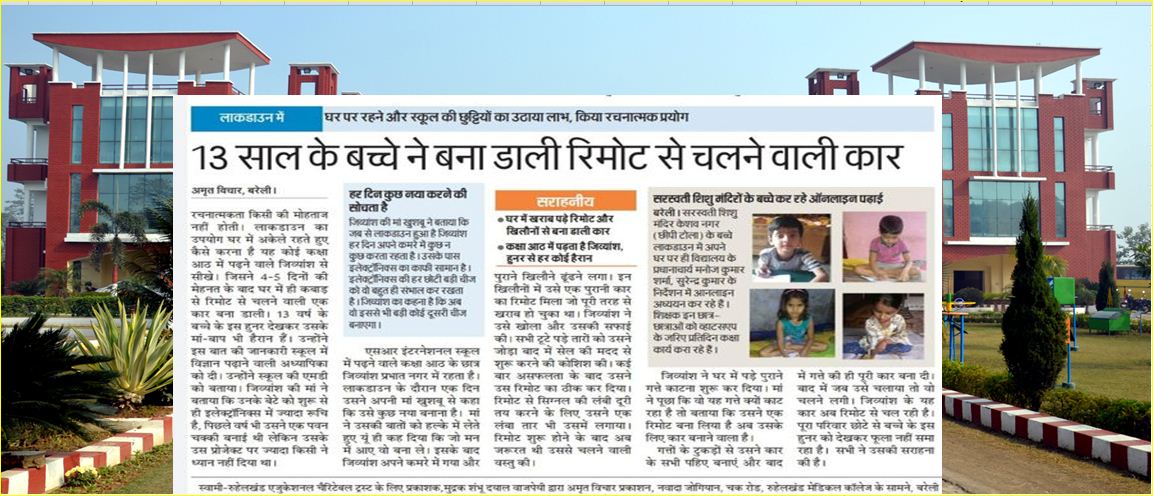 लाकडाउन में
घर पर रहने और स्कूल की छुट्टियों का उठाया लाभ, किया रचनात्मक प्रयोग
13 साल के बच्चे ने बना डाली रिमोट से चलने वाली कार
अमृत विचार, बरेली।
रचनात्मकता किसी की मोहताज
नहीं होती। लाकडाउन का
उपयोग घर में अकेले रहते हुए
कैसे करना है यह कोई कक्षा
आठ में पढ़ने वाले जिव्यांश से
सीखे। जिसने 4-5 दिनों की
मेहनत के बाद घर में ही कबाड़
से रिमोट से चलने वाली एक
कार बना डाली। 13 वर्ष के
बच्चे के इस हुनर देखकर उसके
मां-बाप भी हैरान हैं। उन्होंने
इस बात की जानकारी स्कूल में
विज्ञान पढ़ाने वाली अध्यापिका
को दी। उन्होंने स्कूल की एमडी
को बताया। जिव्यांश की मां ने
बताया कि उनके बेटे को शुरू से
ही इलेक्ट्रॉनिक्स में ज्यादा रूचि
है, पिछले वर्ष भी उसने एक पवन
चक्की बनाई थी लेकिन उसके
उस प्रोजेक्ट पर ज्यादा किसी ने
ध्यान नहीं दिया था।
हर दिन कुछ नया करने की
सोचता है
जिव्यांश की मां खुशबू ने बताया कि
जब से लाकडाउन हुआ है जिव्यांश
हर दिन अपने कमरे में कुछ न
कुछ करता रहता है। उसके पास
इलेक्ट्रॉनिक्स का काफी सामान है।
इलेक्ट्रॉनिक्स की हर छोटी बड़ी चीज
को वो बहुत ही संभाल कर रखता
है। जिव्यांश का कहना है कि अब
वो इससे भी बड़ी कोई दूसरी चीज
बनाएगा।
एसआर इंटरनेशनल स्कूल
में पढ़ने वाले कक्षा आठ के छात्र
जिव्यांश प्रभात नगर में रहता है।
लाकडाउन के दौरान एक दिन
उसने अपनी मां खुशबू से कहा
कि उसे कुछ नया बनाना है। मां
ने उसकी बातों को हल्के में लेते
हुए यूं ही कह दिया कि जो मन
में आए वो बना ले। इसके बाद
जिव्यांश अपने कमरे में गया और
सराहनीय
● घर में खराब पड़े रिमोट और
खिलौनों से बना डाली कार
● कक्षा आठ में पढ़ता है जिव्यांश,
हुनर से हर कोई हैरान
पुराने खिलौने ढूंढने लगा। इन
खिलौनों में उसे एक पुरानी कार
का रिमोट मिला जो पूरी तरह से
खराब हो चुका था। जिव्यांश ने
उसे खोला और उसकी सफाई
की। सभी टूटे पड़े तारों को उसने
जोड़ा बाद में सेल की मदद से
शुरू करने की कोशिश की। कई
बार असफलता के बाद उसने
उस रिमोट का ठीक कर दिया।
रिमोट से सिग्नल की लंबी दूरी
तय करने के लिए उसने एक
लंबा तार भी उसमें लगाया।
रिमोट शुरू होने के बाद अब
जरूरत थी उससे चलने वाली
वस्तु की।
सरस्वती शिशु मंदिरों के बच्चे कर रहे ऑनलाइन पढ़ाई
बरेली। सरस्वती शिशु
मंदिर केशव नगर
(छीपी टोला) के बच्चे
लाकडाउन में अपने
घर पर ही विद्यालय के
प्रधानाचार्य मनोज कुमार
शर्मा, सुरेन्द्र कुमार के
निर्देशन में आनलाइन
अध्ययन कर रहे हैं।
शिक्षक इन छात्र–
छात्राओं को व्हाटसएप
के जरिए प्रतिदिन कक्षा
कार्य करा रहे हैं।
जिव्यांश ने घर में पड़े पुराने
गत्ते काटना शुरू कर दिया। मां
ने पूछा कि वो यह गत्ते क्यों काट
रहा है तो बताया कि उसने एक
रिमोट बना लिया है अब उसके
लिए कार बनाने वाला है।
गत्तों के टुकड़ों से उसने कार
के सभी पहिए बनाएं और बाद
में गत्ते की ही पूरी कार बना दी।
बाद में जब उसे चलाया तो वो
चलने लगी। जिव्यांश के यह
कार अब रिमोट से चल रही है।
पूरा परिवार छोटे से बच्चे के इस
हुनर को देखकर फूला नहीं समा
रहा है। सभी ने उसकी सराहना
की है।
स्वामी-रुहेलखंड एजुकेशनल चैरिटेबल ट्रस्ट के लिए प्रकाशक,मुद्रक शंभू दयाल वाजपेयी द्वारा अमृत विचार प्रकाशन, नवादा जोगियान, चक रोड, रुहेलखंड मेडिकल कॉलेज के सामने, बरेली